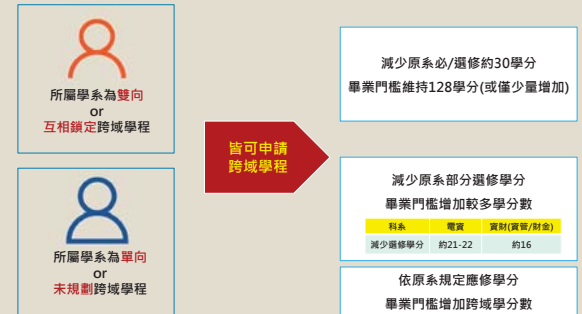 所屬學系為雙向
or
互相鎖定跨域學程
所屬學系為單向
or
未規劃跨域學程
皆可申請
跨域學程
減少原系必/選修約30學分
畢業門檻維持128學分(或僅少量增加)
減少原系部分選修學分
畢業門檻增加較多學分數
科系 電資 資財(資管/財金)
減少選修學分 約21-22 約16
依原系規定應修學分
畢業門檻增加跨域學分數